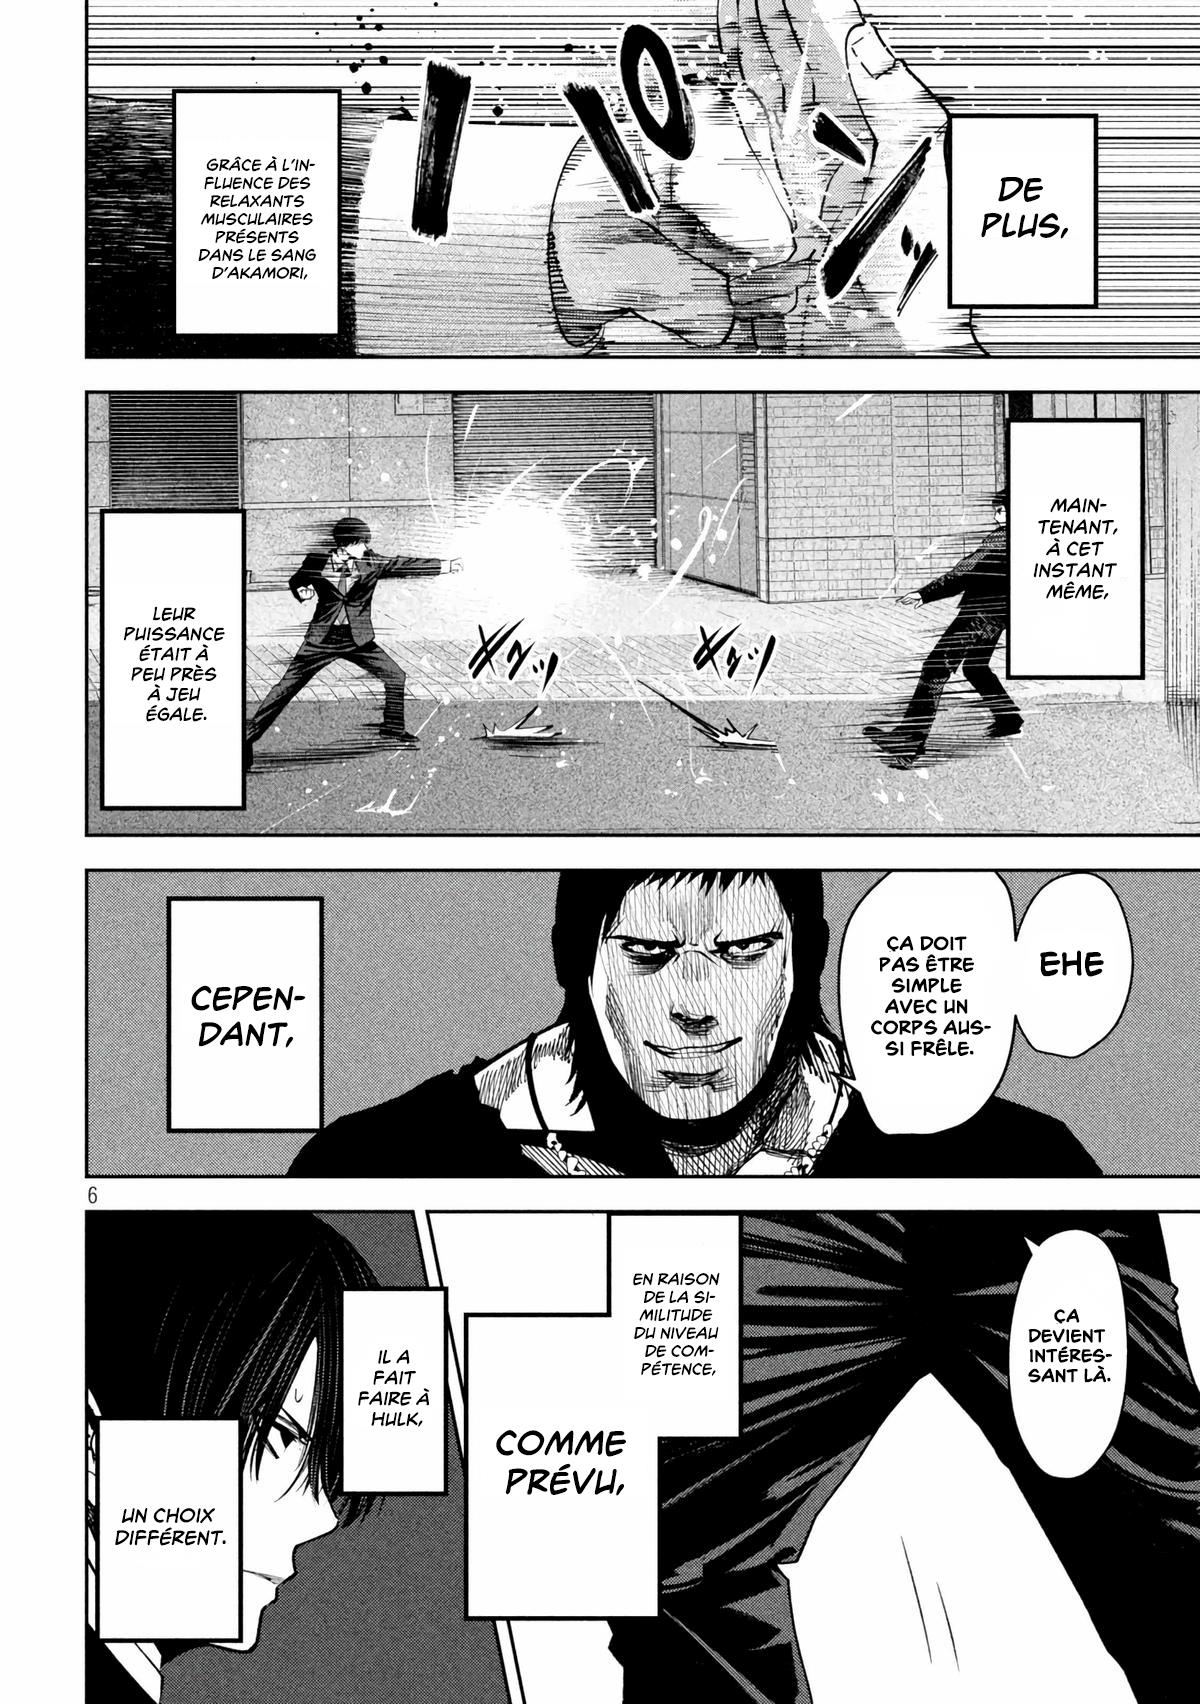 DE
PLUS,
GRÂCE À L'IN-
FLUENCE DES
RELAXANTS
MUSCULAIRES
PRÉSENTS
DANS LE SANG
D'AKAMORI,
MAIN-
TENANT,
À CET
INSTANT
MÊME,
LEUR
PUISSANCE
ÉTAIT À
PEU PRÈS
À JEU
ÉGALE.
EHE
ÇA DOIT
PAS ÊTRE
SIMPLE
AVEC UN
CORPS AUS-
SI FRÊLE.
CEPEN-
DANT,
6
ÇA
DEVIENT
INTÉRES-
SANT LÀ.
EN RAISON
DE LA SI-
MILITUDE
DU NIVEAU
DE COM-
PÉTENCE,
COMME
PRÉVU,
IL A
FAIT
FAIRE À
HULK,
UN CHOIX
DIFFÉRENT.